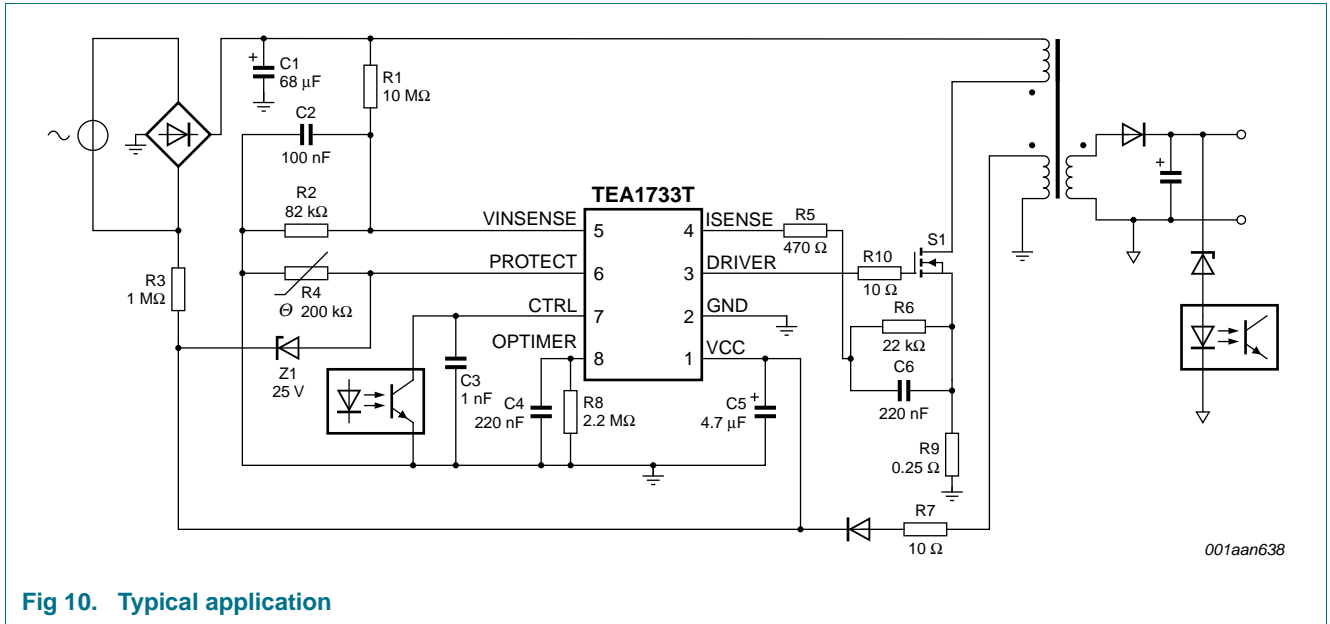 C1
68 μF
R1
10 MΩ
C2
100 nF
R2
82 kΩ
R3
1 MΩ
Θ R4
200 kΩ
Z1
25 V
TEA1733T
VINSENSE
5
PROTECT
6
CTRL
7
OPTIMER
8
4
ISENSE
3
DRIVER
2
GND
1
VCC
C3
1 nF
C4
220 nF
R8
2.2 MΩ
C5
4.7 μF
R5
470 Ω
R10
10 Ω
S1
R6
22 kΩ
C6
220 nF
R9
0.25 Ω
R7
10 Ω
001aan638
Fig 10. Typical application